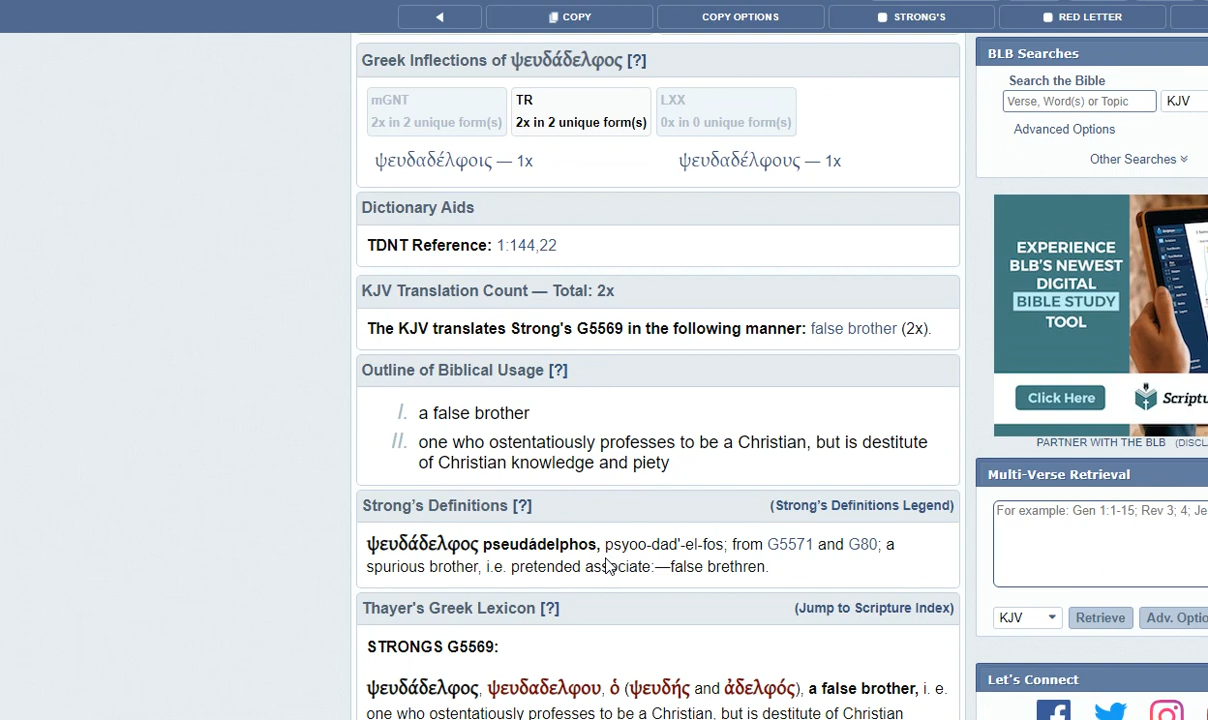 COPY
COPY OPTIONS
STRONG'S
RED LETTER
Greek Inflections of ψευδάδελφος [?]
mGNT
2x in 2 unique form(s)
TR
2x in 2 unique form(s)
LXX
0x in 0 unique form(s)
ψευδαδέλφοις — 1x
ψευδαδέλφους — 1x
Dictionary Aids
TDNT Reference: 1:144,22
KJV Translation Count — Total: 2x
The KJV translates Strong's G5569 in the following manner: false brother (2x).
Outline of Biblical Usage [?]
I. a false brother
II. one who ostentatiously professes to be a Christian, but is destitute
of Christian knowledge and piety
Strong's Definitions [?]
(Strong's Definitions Legend)
ψευδάδελφος pseudádelphos, psyoo-dad'-el-fos; from G5571 and G80; a
spurious brother, i.e. pretended associate:—false brethren.
Thayer's Greek Lexicon [?]
(Jump to Scripture Index)
STRONGS G5569:
ψευδάδελφος, ψευδαδελφου, ὁ (ψευδής and ἀδελφός), a false brother, i. e.
one who ostentatiously professes to be a Christian, but is destitute of Christian
BLB Searches
Search the Bible
Verse, Word(s) or Topic
KJV
Advanced Options
Other Searches
EXPERIENCE
BLB'S NEWEST
DIGITAL
BIBLE STUDY
TOOL
Click Here
Scriptu
PARTNER WITH THE BLB (DISCL
Multi-Verse Retrieval
For example: Gen 1:1-15; Rev 3; 4; Je
KJV
Retrieve
Adv. Optio
Let's Connect